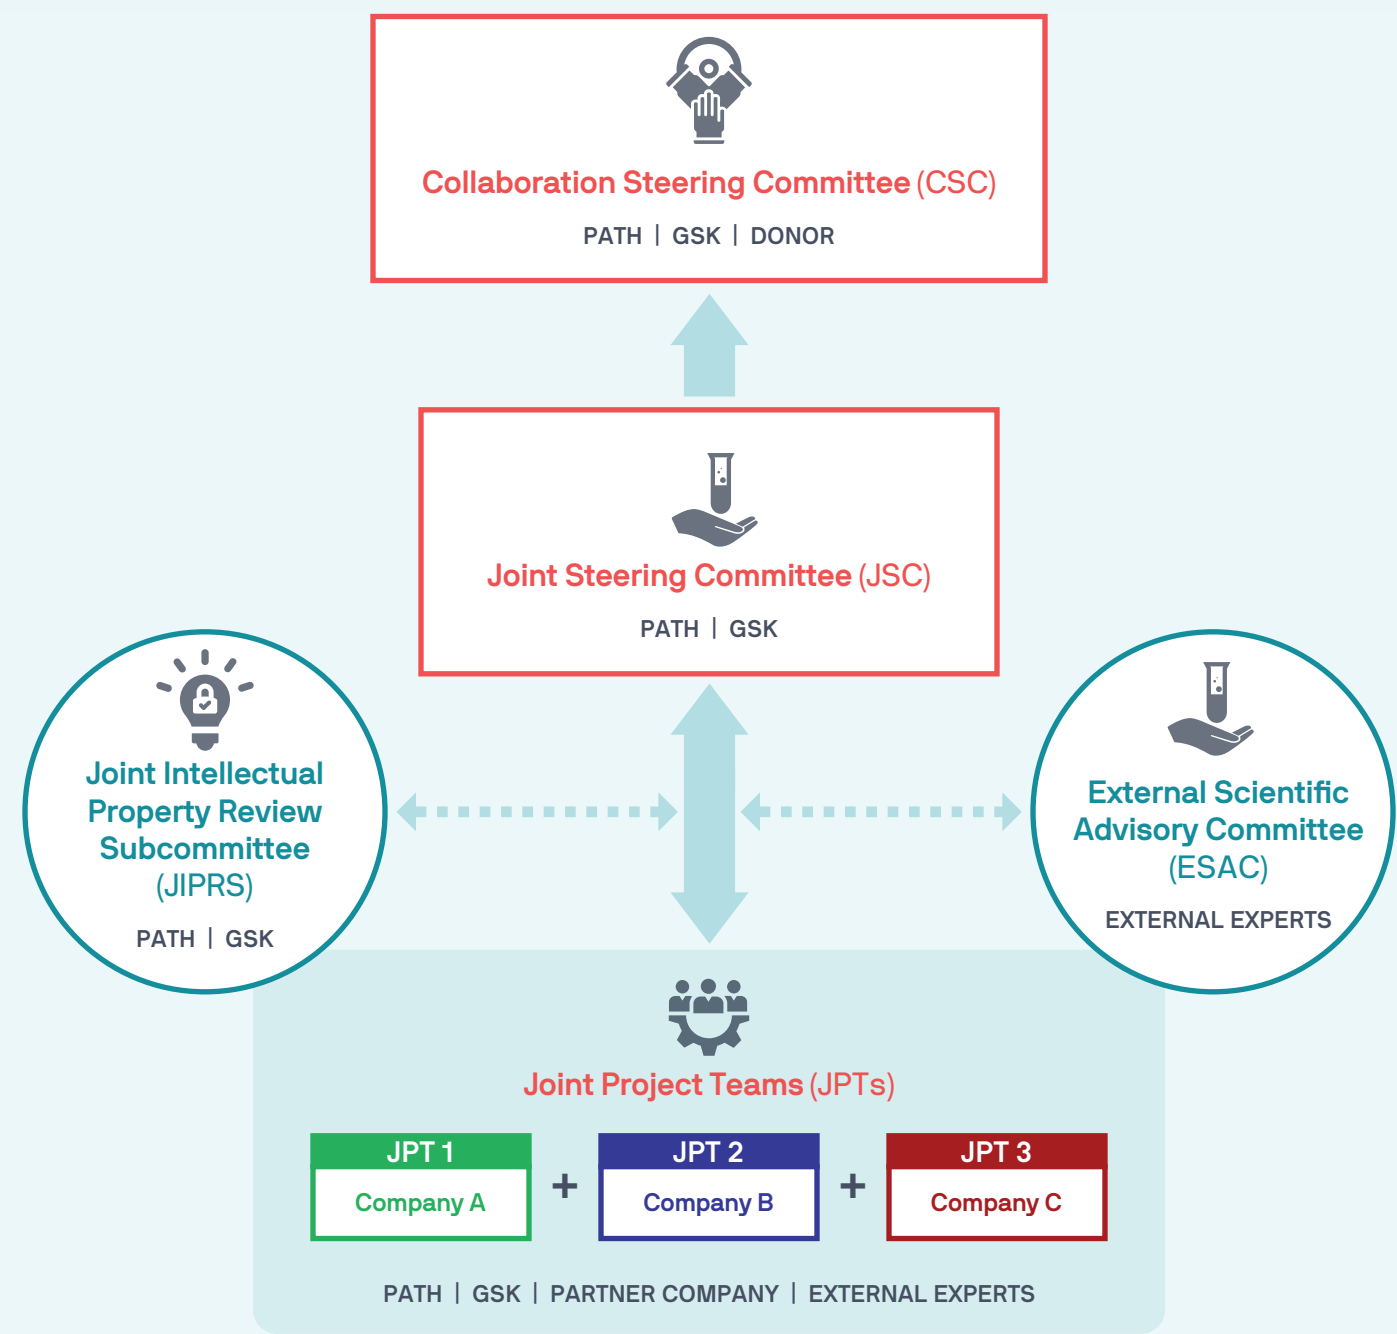 Collaboration Steering Committee (CSC)
PATH | GSK | DONOR
Joint Steering Committee (JSC)
PATH | GSK
Joint Intellectual
Property Review
Subcommittee
(JIPRS)
PATH | GSK
External Scientific
Advisory Committee
(ESAC)
EXTERNAL EXPERTS
Joint Project Teams (JPTs)
JPT 1
Company A
+
JPT 2
Company B
+
JPT 3
Company C
PATH | GSK | PARTNER COMPANY | EXTERNAL EXPERTS